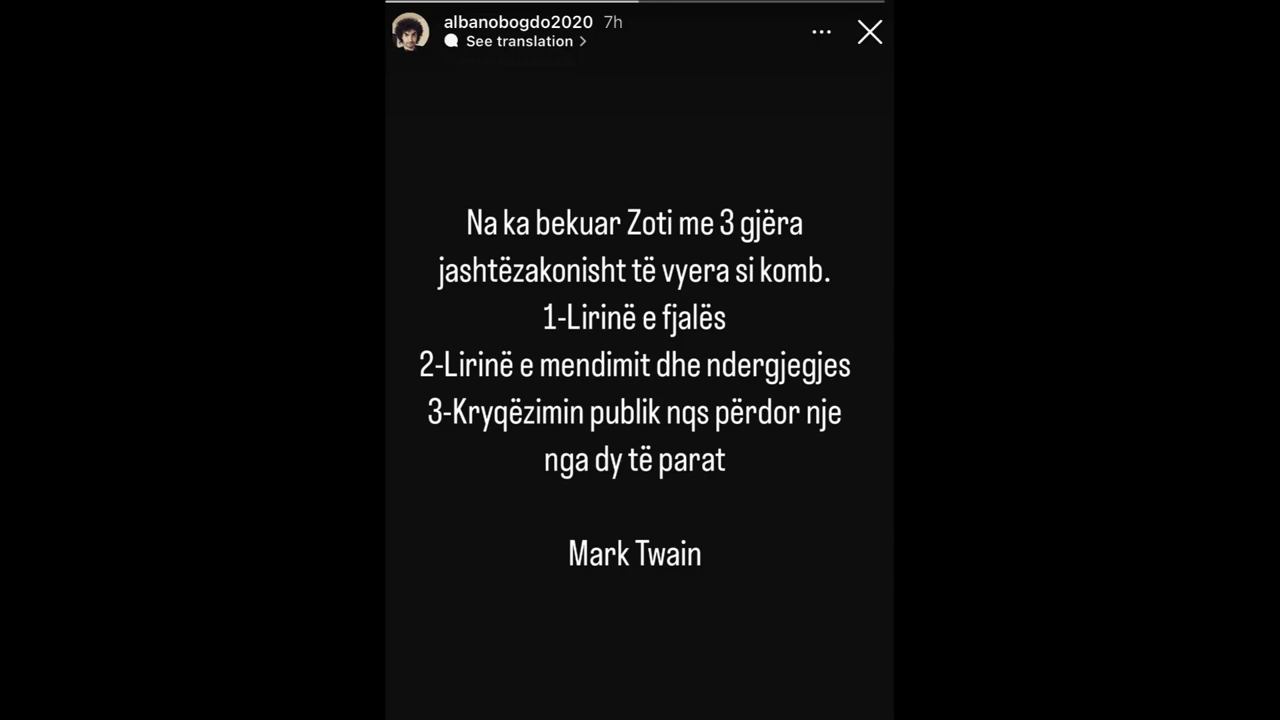 albanobogdo2020 7h
See translation >
Na ka bekuar Zoti me 3 gjëra
jashtëzakonisht të vyera si komb.
1-Lirinë e fjalës
2-Lirinë e mendimit dhe ndergjegjes
3-Kryqëzimin publik nqs përdor nje
nga dy të parat
Mark Twain